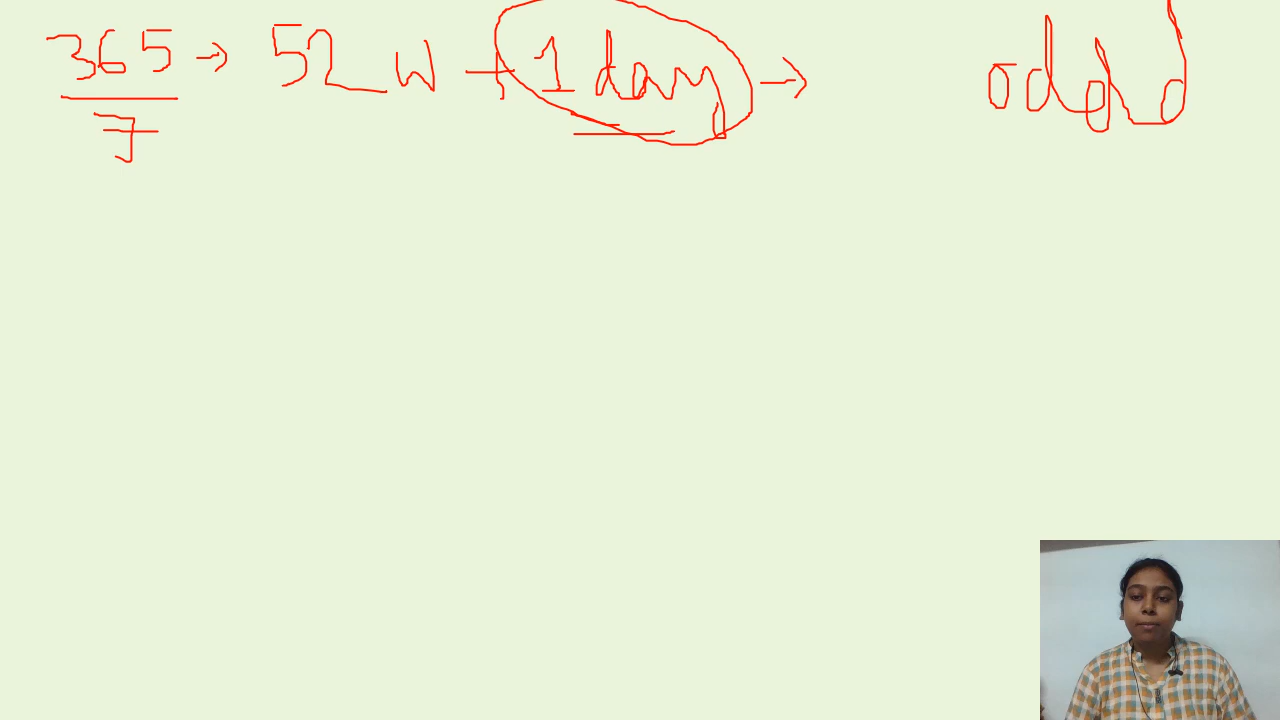 365/7 → 52 W + 1 day → odd d